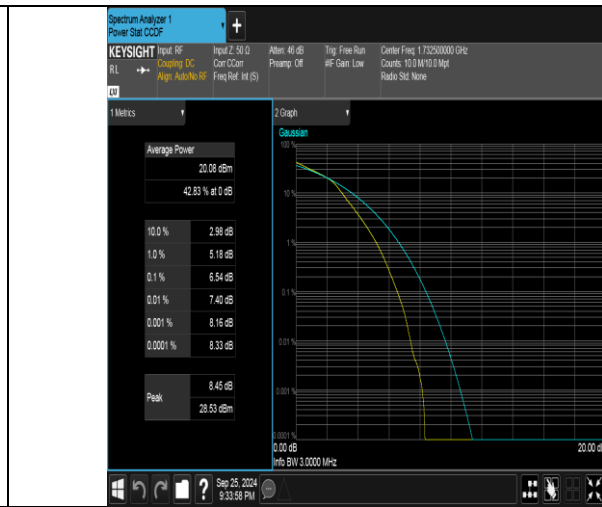 Spectrum Analyzer 1
Power Stat CCDF
+
KEYSIGHT
RL
Input: RF
Coupling: DC
Align: Auto/No RF
Input Z: 50 Ω
Corr CCorr
Freq Ref: Int (S)
Atten: 46 dB
Preamp: Off
Trig: Free Run
#IF Gain: Low
Center Freq: 1.732500000 GHz
Counts: 10.0 M/10.0 Mpt
Radio Std: None
1 Metrics
Average Power
20.08 dBm
42.83 % at 0 dB
10.0 % 2.98 dB
1.0 % 5.18 dB
0.1 % 6.54 dB
0.01 % 7.40 dB
0.001 % 8.16 dB
0.0001 % 8.33 dB
Peak
8.45 dB
28.53 dBm
2 Graph
Gaussian
100 %
10 %
1 %
0.1 %
0.01 %
0.001 %
0.0001 %
0.00 dB
20.00 d
Info BW 3.0000 MHz
?
Sep 25, 2024
9:33:58 PM